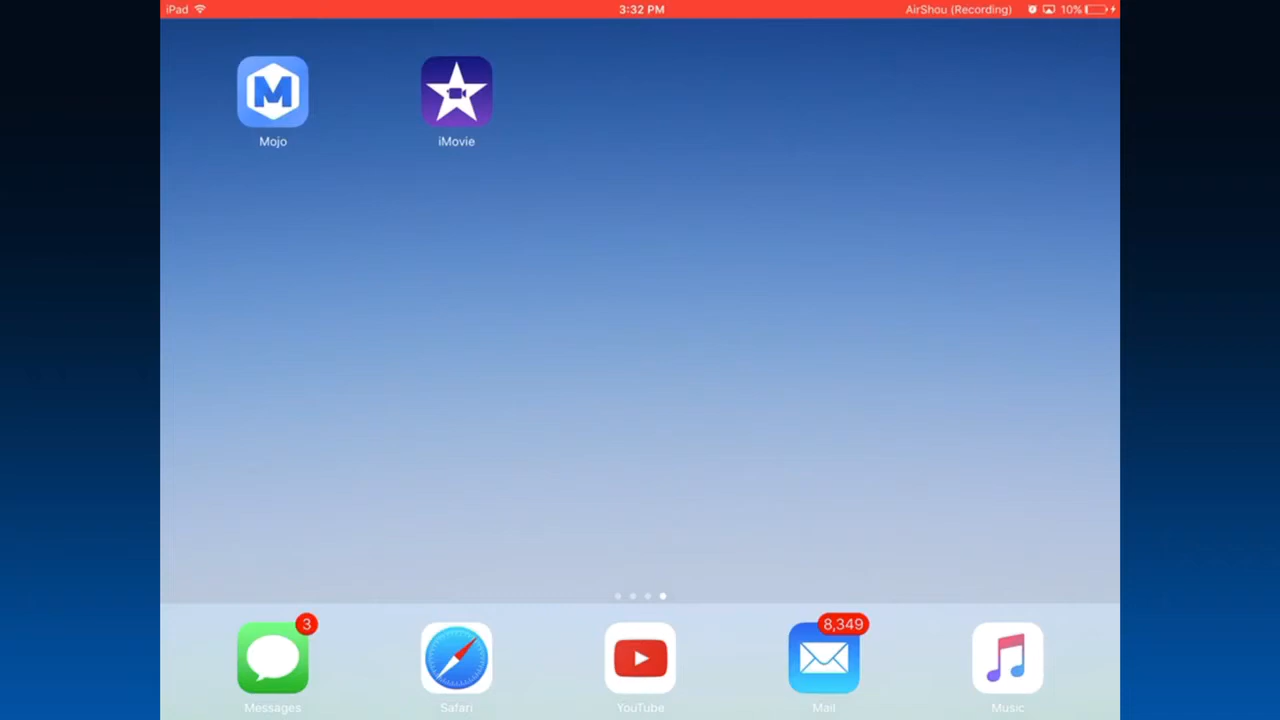 iPad 3:32 PM AirShou (Recording) 10%
M
Mojo iMovie
3 8,349
Messages Safari YouTube Mail Music